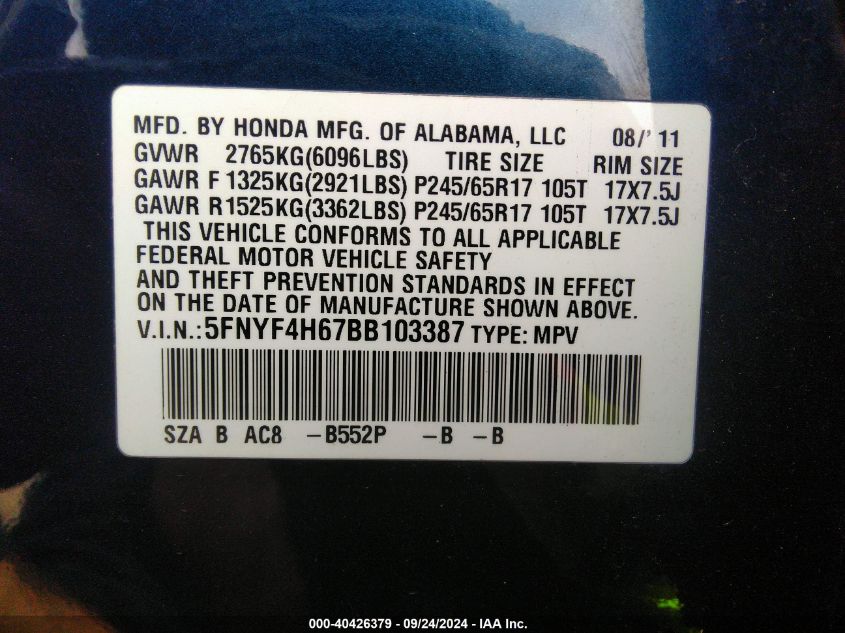 MFD. BY HONDA MFG. OF ALABAMA, LLC 08/' 11
GVWR 2765KG(6096LBS) TIRE SIZE RIM SIZE
GAWR F 1325KG(2921LBS) P245/65R17 105T 17X7.5J
GAWR R1525KG(3362LBS) P245/65R17 105T 17X7.5J
THIS VEHICLE CONFORMS TO ALL APPLICABLE
FEDERAL MOTOR VEHICLE SAFETY
AND THEFT PREVENTION STANDARDS IN EFFECT
ON THE DATE OF MANUFACTURE SHOWN ABOVE.
V.I.N.:5FNYF4H67BB103387 TYPE: MPV
SZA B AC8 -B552P -B -B
000-40426379 - 09/24/2024 - IAA Inc.